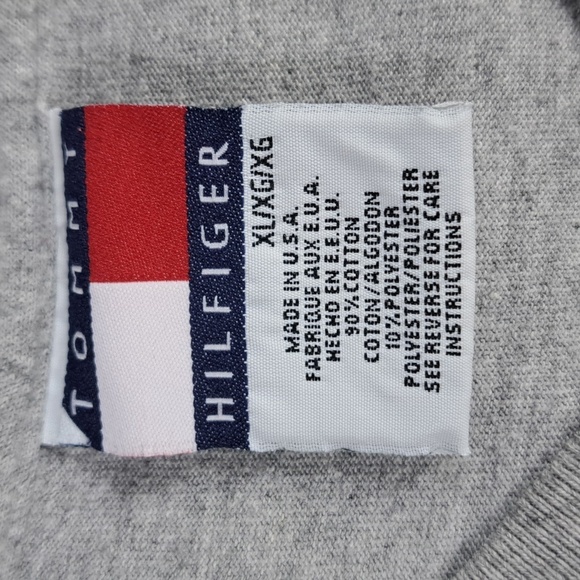 TOMMY
HILFIGER
XL/XG/XG
MADE IN U.S.A.
FABRIQUE AUX E.U.A.
HECHO EN EE.U.U.
90% COTTON
COTON/ALGODON
10% POLYESTER
POLYESTER/POLIESTER
SEE REVERSE FOR CARE
INSTRUCTIONS